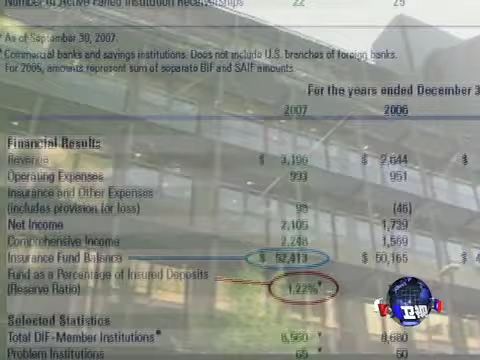 Number of Active Failed Institution Receiverships 22 25
* As of September 30, 2007.
Commercial banks and savings institutions. Does not include U.S. branches of foreign banks.
For 2005, amounts represent sum of separate BIF and SAIF amounts.
For the years ended December 3
2007 2006
Financial Results
Revenue $ 3,196 $ 2,644 $
Operating Expenses 993 951
Insurance and Other Expenses
(includes provision for loss) 98 (46)
Net Income 2,105 1,739
Comprehensive Income 2,248 1,569
Insurance Fund Balance $ 52,413 $ 50,165 $ 4
Fund as a Percentage of Insured Deposits
(Reserve Ratio) 1.22%
Selected Statistics
Total DIF-Member Institutions* 8,560 8,680
Problem Institutions 65 50